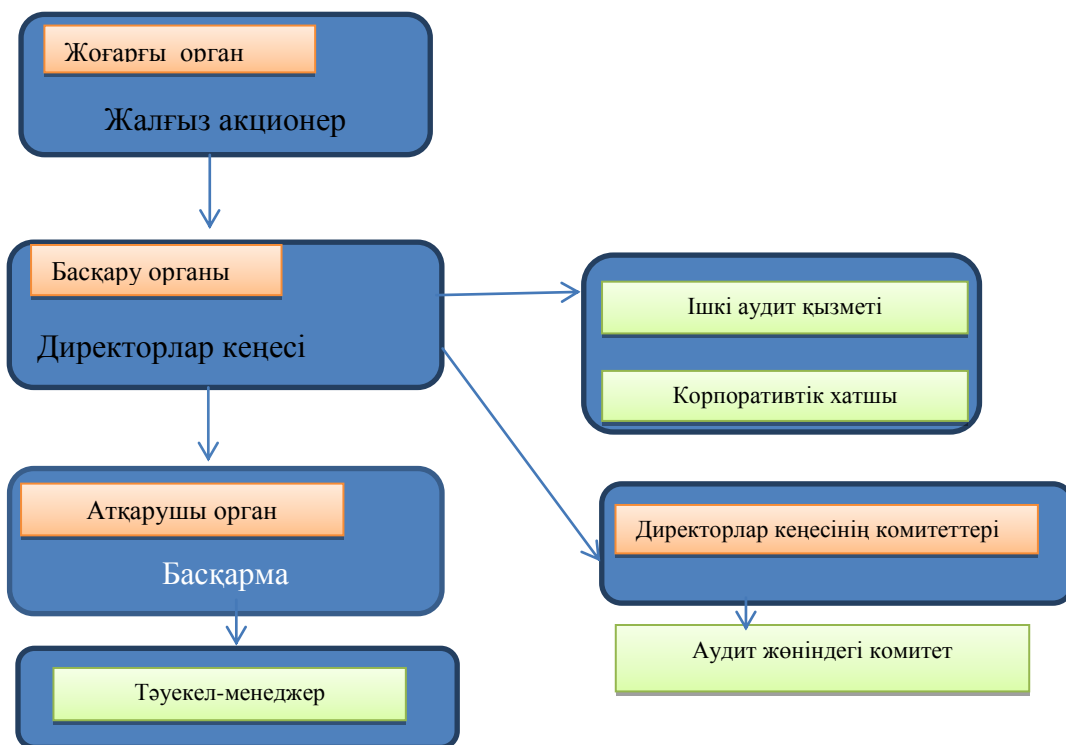 Жоғарғы орган
Жалғыз акционер
Басқару органы
Директорлар кеңесі
Ішкі аудит қызметі
Корпоративтік хатшы
Атқарушы орган
Басқарма
Директорлар кеңесінің комитеттері
Аудит жөніндегі комитет
Тәуекел-менеджер